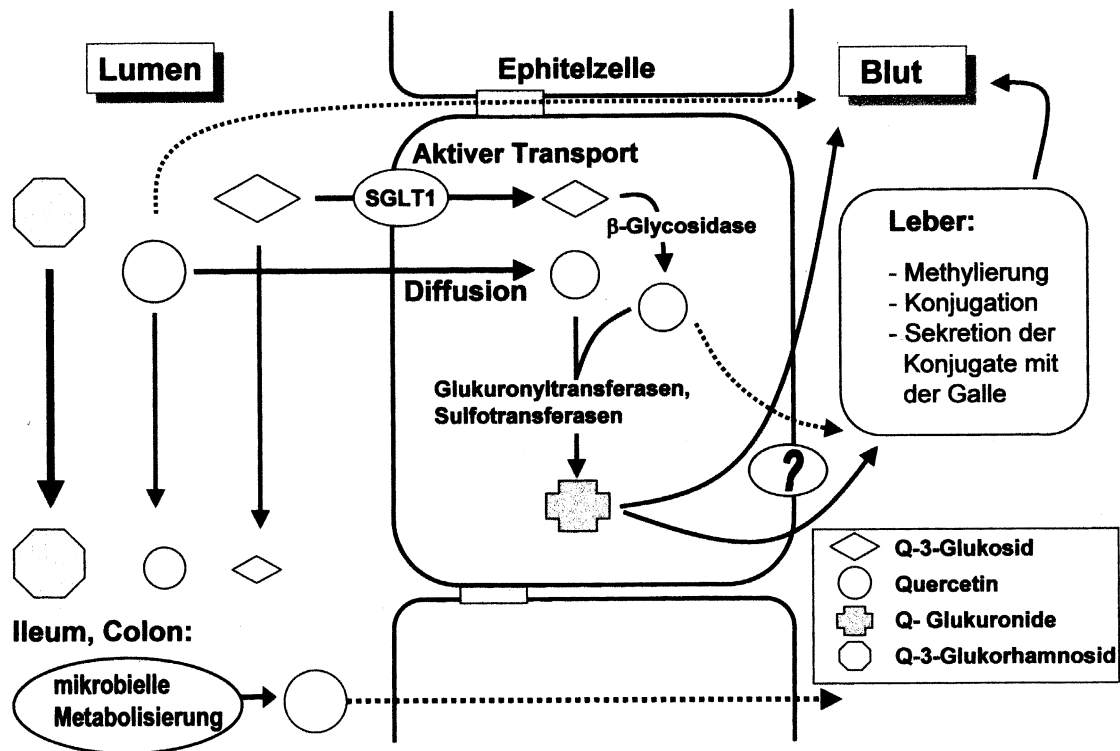 Lumen
Ephitelzelle
Blut
Aktiver Transport
SGLT1
β-Glycosidase
Diffusion
Glukuronyltransferasen,
Sulfotransferasen
?
Leber:
- Methylierung
- Konjugation
- Sekretion der
Konjugate mit
der Galle
Q-3-Glukosid
Quercetin
Q- Glukuronide
Q-3-Glukorhamnosid
Ileum, Colon:
mikrobielle
Metabolisierung